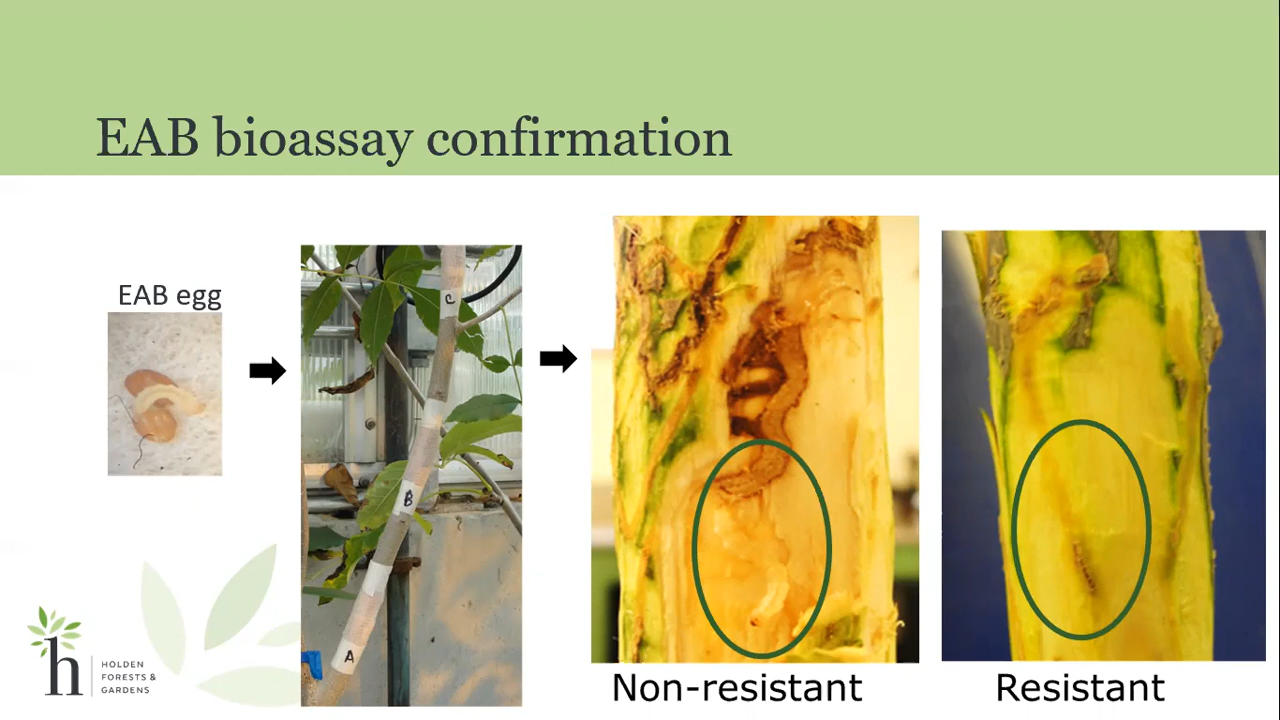 EAB bioassay confirmation
EAB egg
C
B
A
Non-resistant
Resistant
h
HOLDEN
FORESTS &
GARDENS